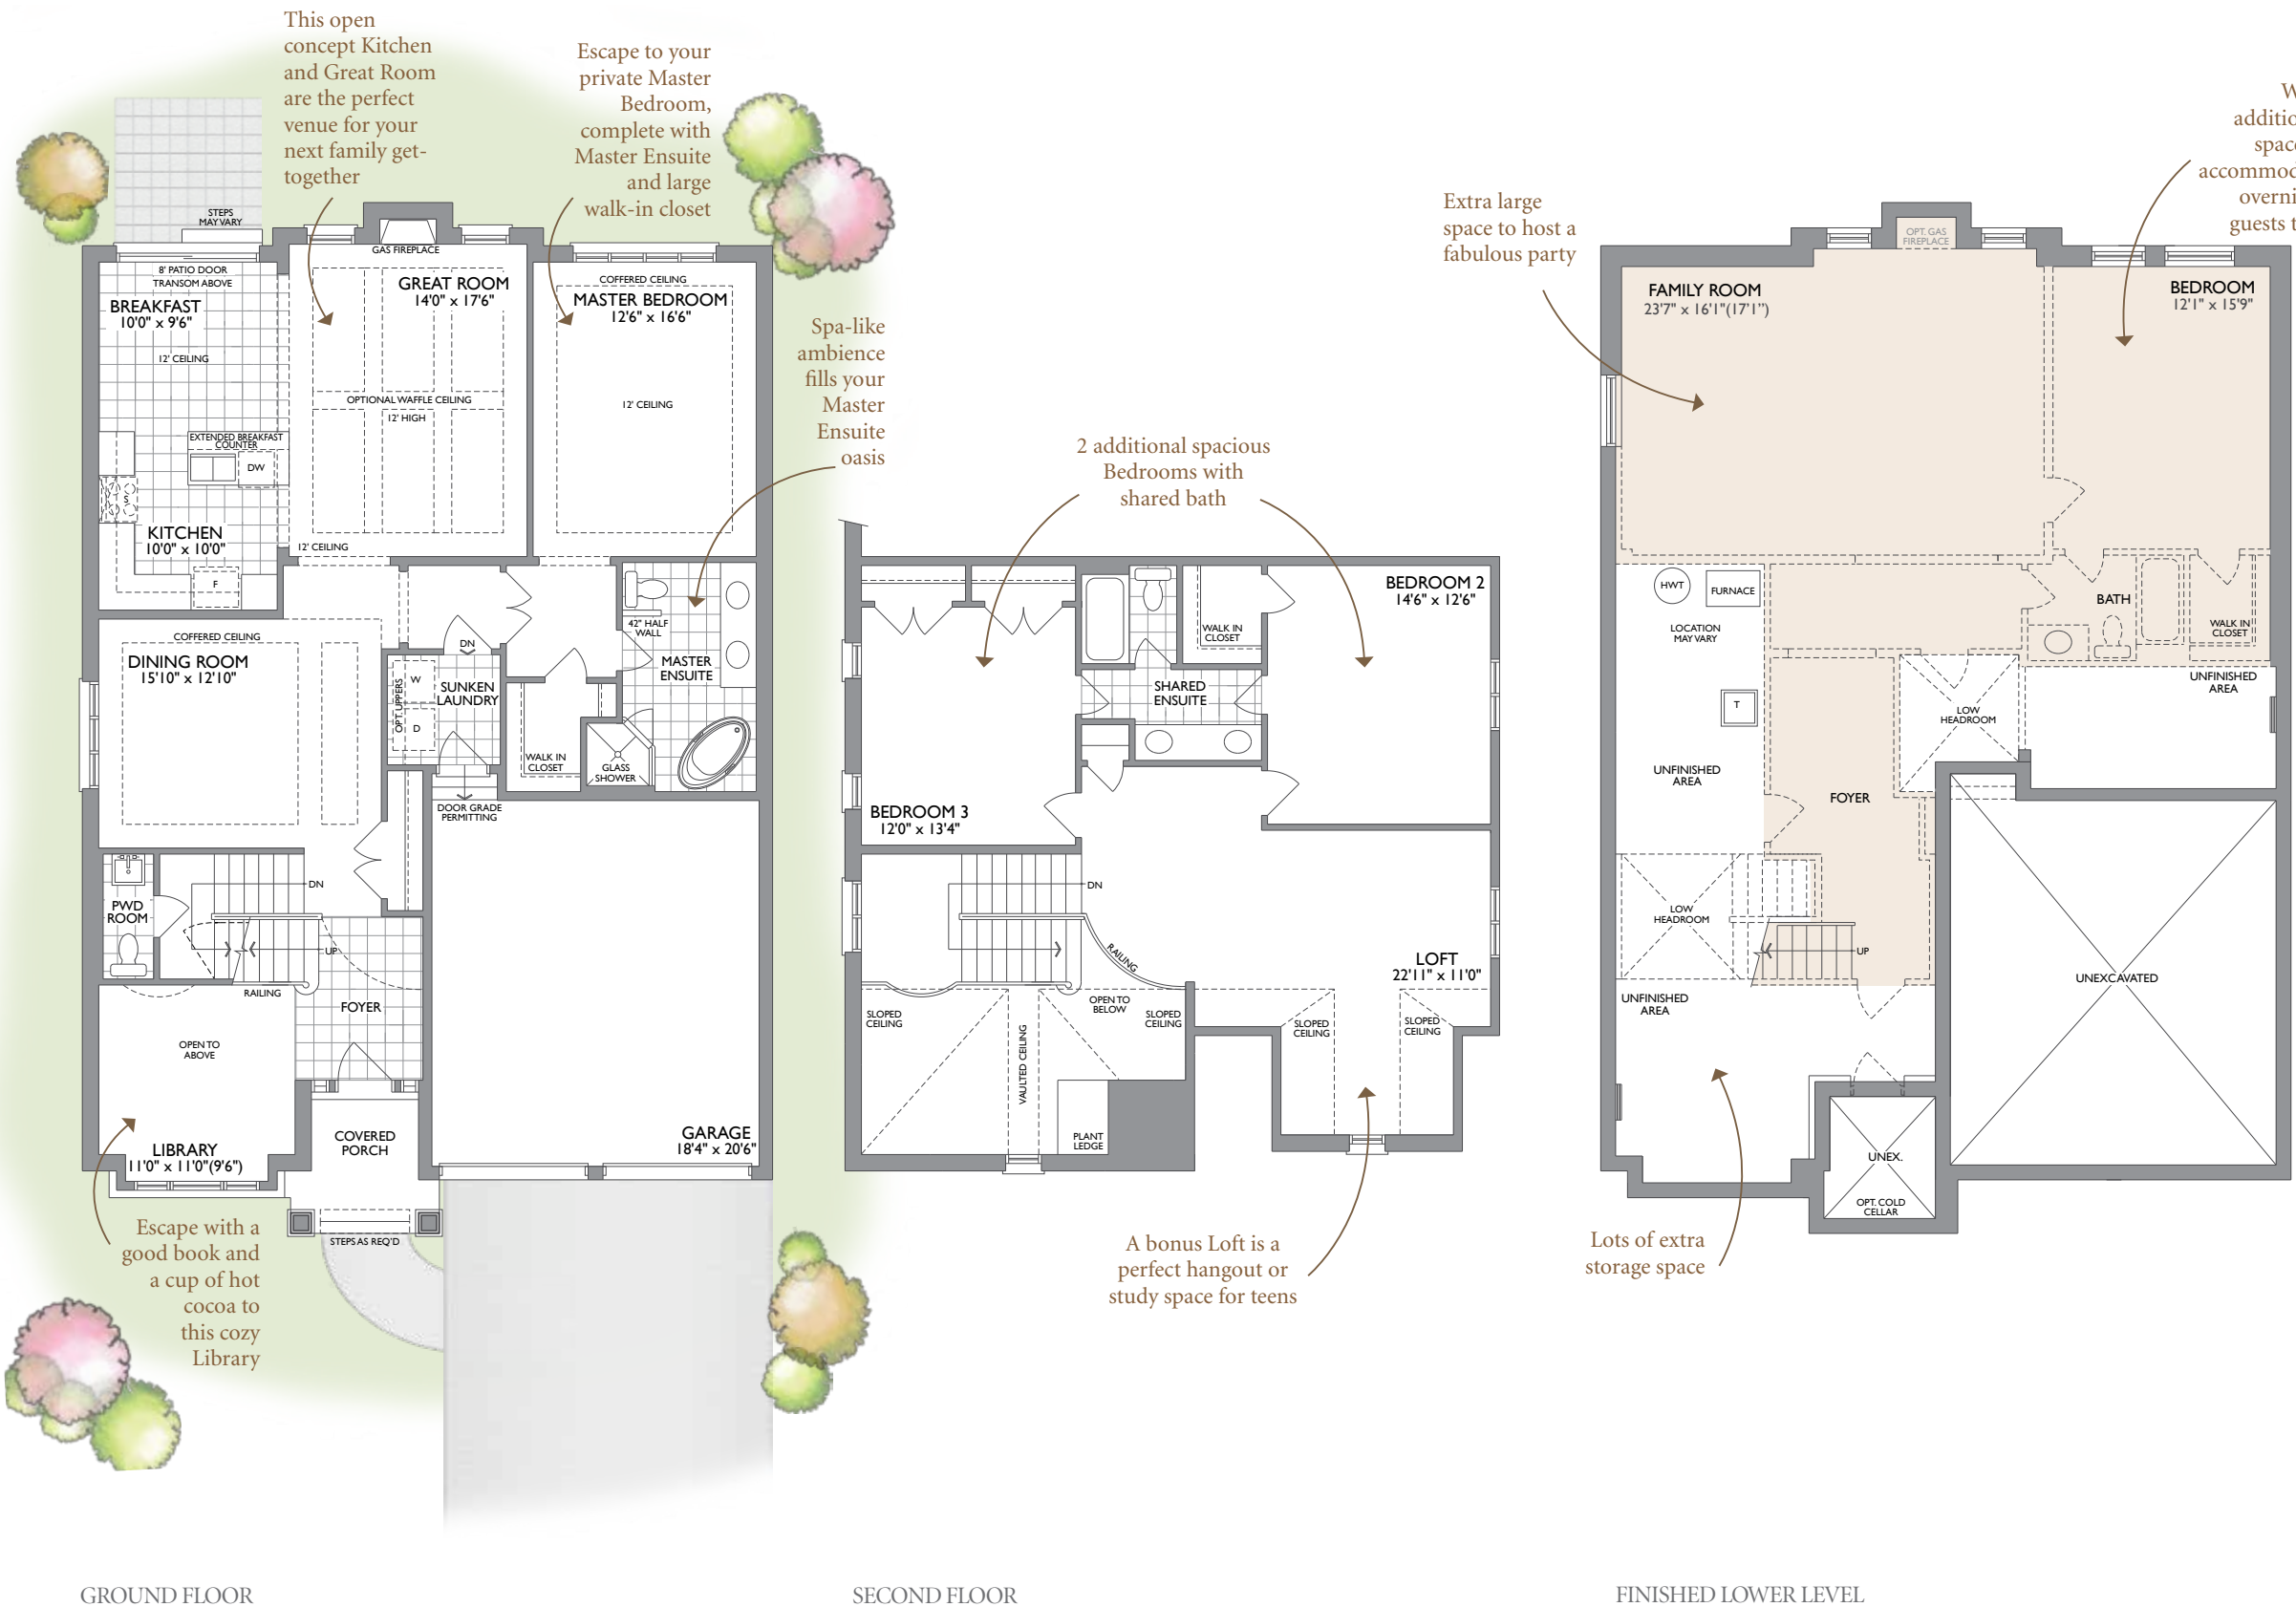 This open
concept Kitchen
and Great Room
are the perfect
venue for your
next family get-
together
Escape to your
private Master
Bedroom,
complete with
Master Ensuite
and large
walk-in closet
STEPS
MAY VARY
GAS FIREPLACE
8' PATIO DOOR
TRANSOM ABOVE
BREAKFAST
10'0" x 9'6"
12' CEILING
GREAT ROOM
14'0" x 17'6"
OPTIONAL WAFFLE CEILING
12' HIGH
COFFERED CEILING
MASTER BEDROOM
12'6" x 16'6"
12' CEILING
Spa-like
ambience
fills your
Master
Ensuite
oasis
EXTENDED BREAKFAST
COUNTER
DW
S
KITCHEN
10'0" x 10'0"
F
12' CEILING
COFFERED CEILING
DINING ROOM
15'10" x 12'10"
DN
OPT. UPPERS
W
D
SUNKEN
LAUNDRY
42" HALF
WALL
MASTER
ENSUITE
WALK IN
CLOSET
GLASS
SHOWER
DOOR GRADE
PERMITTING
DN
PWD
ROOM
UP
RAILING
FOYER
OPEN TO
ABOVE
LIBRARY
11'0" x 11'0"(9'6")
COVERED
PORCH
GARAGE
18'4" x 20'6"
STEPS AS REQ'D
Escape with a
good book and
a cup of hot
cocoa to
this cozy
Library
GROUND FLOOR
2 additional spacious
Bedrooms with
shared bath
BEDROOM 2
14'6" x 12'6"
WALK IN
CLOSET
SHARED
ENSUITE
BEDROOM 3
12'0" x 13'4"
DN
RAILING
LOFT
22'11" x 11'0"
SLOPED
CEILING
VAULTED CEILING
OPEN TO
BELOW
SLOPED
CEILING
SLOPED
CEILING
SLOPED
CEILING
PLANT
LEDGE
A bonus Loft is a
perfect hangout or
study space for teens
SECOND FLOOR
Extra large
space to host a
fabulous party
OPT. GAS
FIREPLACE
FAMILY ROOM
23'7" x 16'1"(17'1")
BEDROOM
12'1" x 15'9"
W
additio
space
accommod
overni
guests t
HWT
FURNACE
LOCATION
MAY VARY
BATH
WALK IN
CLOSET
UNFINISHED
AREA
T
LOW
HEADROOM
UNFINISHED
AREA
FOYER
LOW
HEADROOM
UP
UNFINISHED
AREA
UNEXCAVATED
UNEX.
OPT. COLD
CELLAR
Lots of extra
storage space
FINISHED LOWER LEVEL